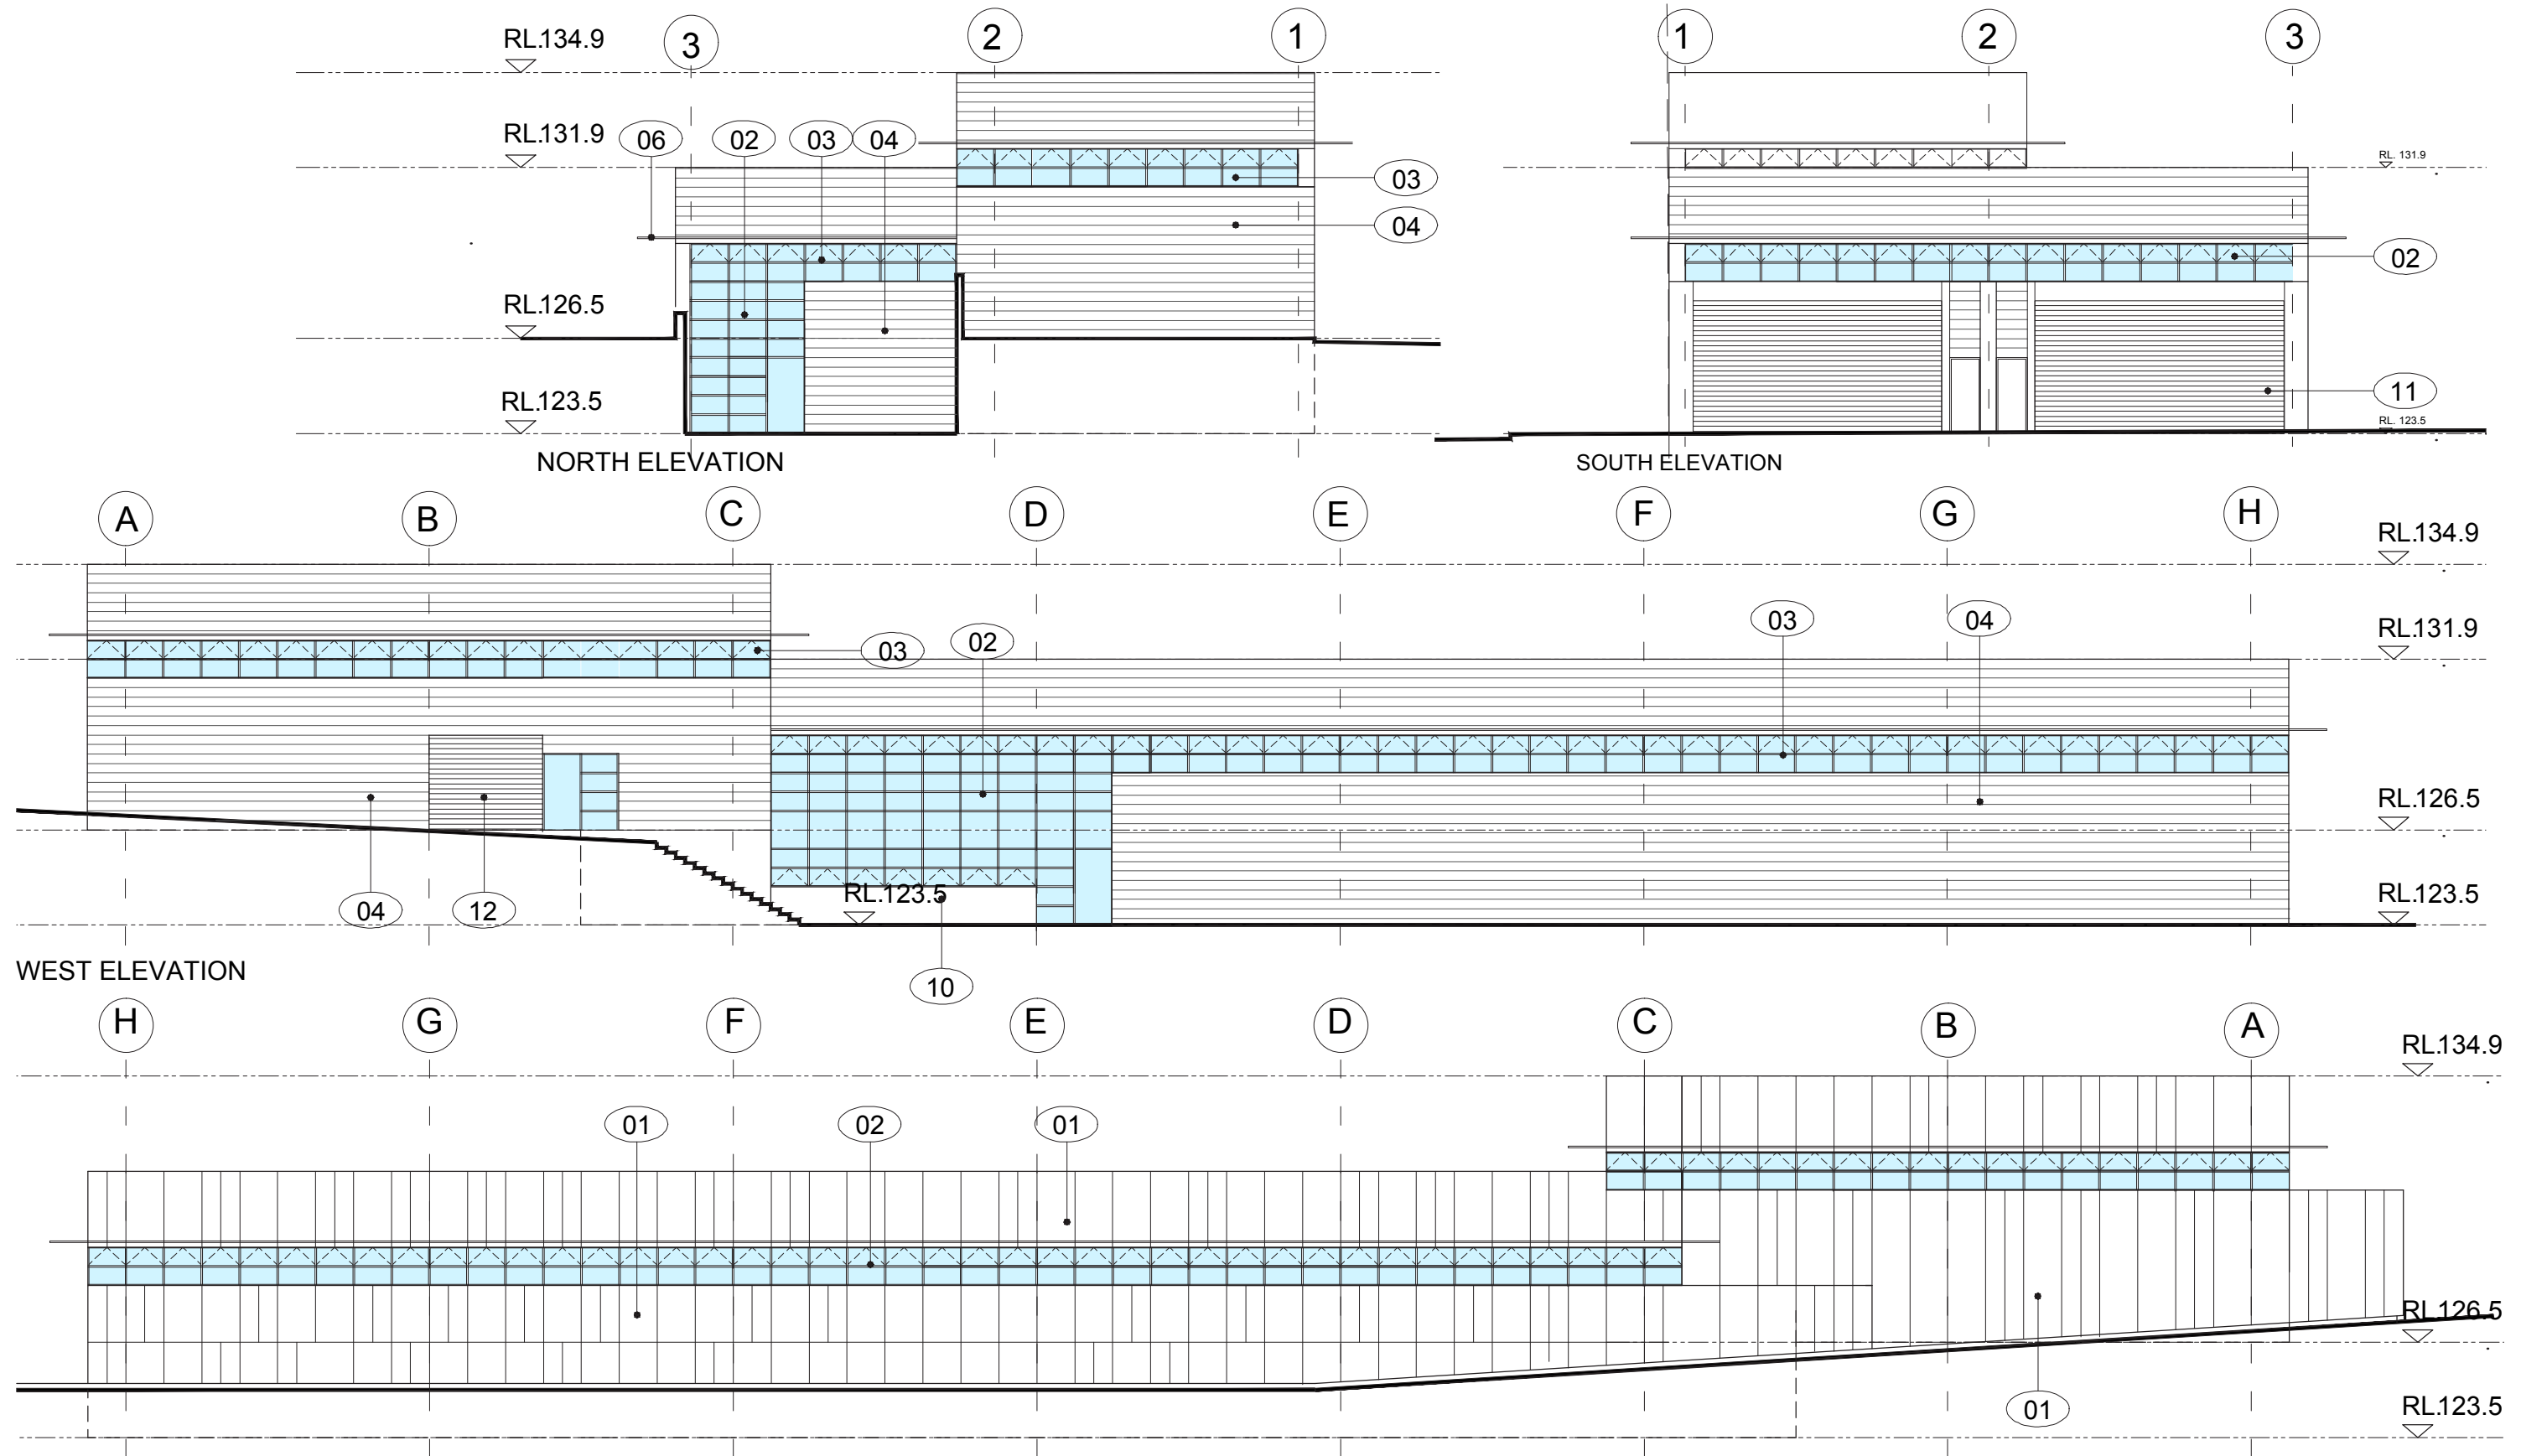 3
2
1
1
2
3
RL.134.9
RL.131.9
06
02
03
04
RL. 131.9
03
04
02
RL.126.5
11
RL.123.5
RL. 123.5
NORTH ELEVATION
SOUTH ELEVATION
A
B
C
D
E
F
G
H
RL.134.9
03
04
RL.131.9
02
03
RL.126.5
RL.123.5
RL.123.5
04
12
WEST ELEVATION
10
H
G
F
E
D
C
B
A
RL.134.9
01
02
01
RL.126.5
01
RL.123.5